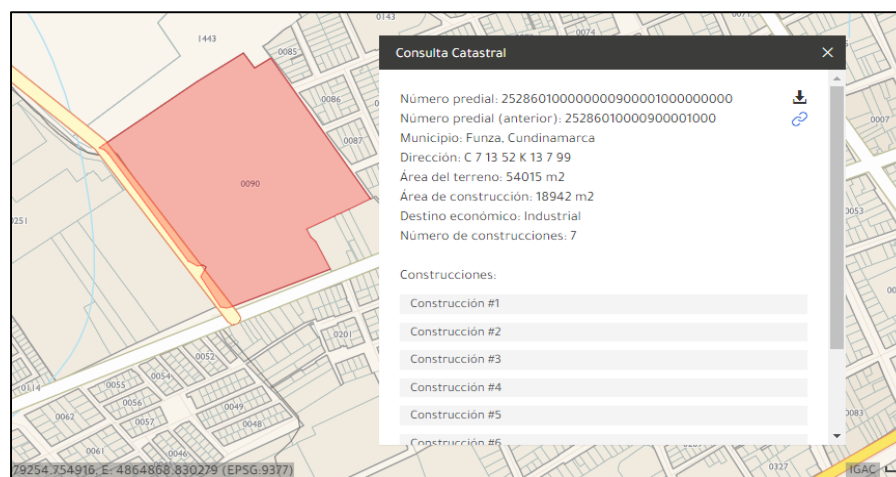 Consulta Catastral
Número predial: 252860100000000900001000000000
Número predial (anterior): 25286010000900001000
Municipio: Funza, Cundinamarca
Dirección: C 7 13 52 K 13 7 99
Área del terreno: 54015 m2
Área de construcción: 18942 m2
Destino económico: Industrial
Número de construcciones: 7
Construcciones:
Construcción #1
Construcción #2
Construcción #3
Construcción #4
Construcción #5
Construcción #6
1443
0143
0074
0085
0086
0087
0007
0090
0251
0053
0201
0052
0054
0055
0114
0056
0049
0062
0057
0048
0083
0061
0046
0327
79254.754916, E: 4864868.830279 (EPSG:9377)
IGAC